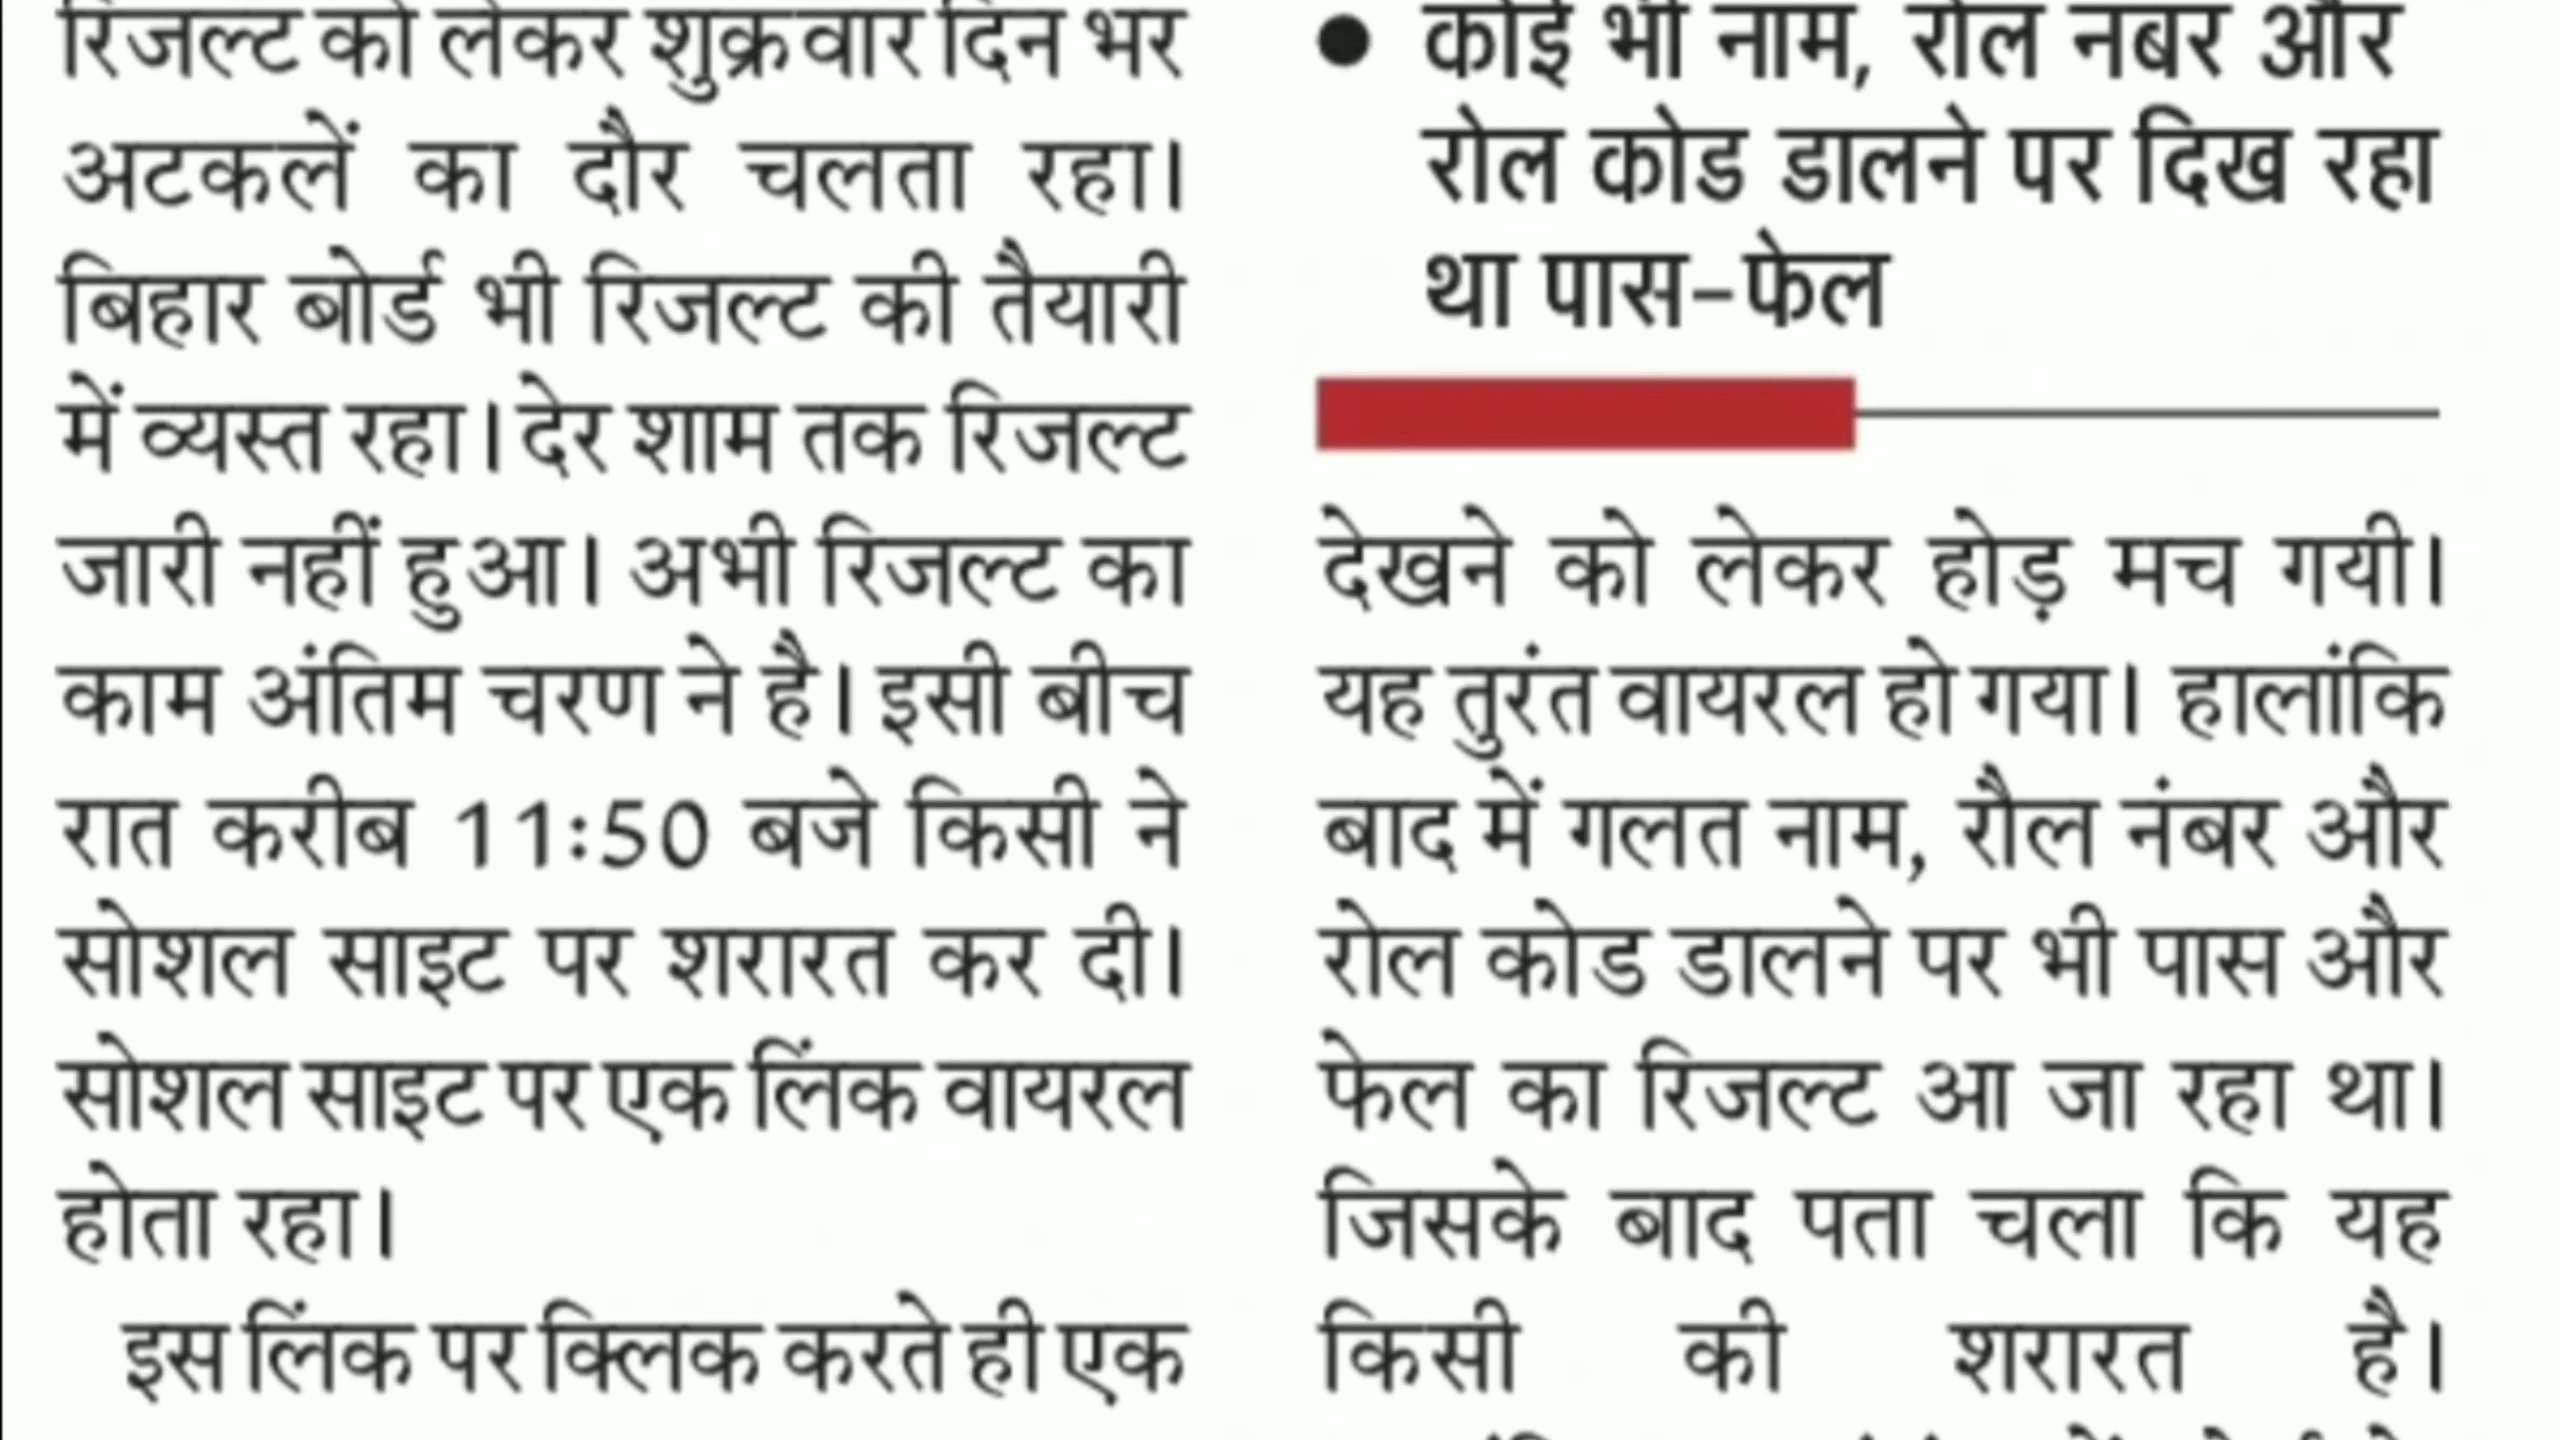 रिजल्ट को लेकर शुक्रवार दिन भर
अटकलें का दौर चलता रहा।
बिहार बोर्ड भी रिजल्ट की तैयारी
में व्यस्त रहा। देर शाम तक रिजल्ट
जारी नहीं हुआ। अभी रिजल्ट का
काम अंतिम चरण ने है। इसी बीच
रात करीब 11:50 बजे किसी ने
सोशल साइट पर शरारत कर दी।
सोशल साइट पर एक लिंक वायरल
होता रहा।
इस लिंक पर क्लिक करते ही एक
● कोई भी नाम, रोल नंबर और
रोल कोड डालने पर दिख रहा
था पास-फेल
देखने को लेकर होड़ मच गयी।
यह तुरंत वायरल हो गया। हालांकि
बाद में गलत नाम, रौल नंबर और
रोल कोड डालने पर भी पास और
फेल का रिजल्ट आ जा रहा था।
जिसके बाद पता चला कि यह
किसी की शरारत है।